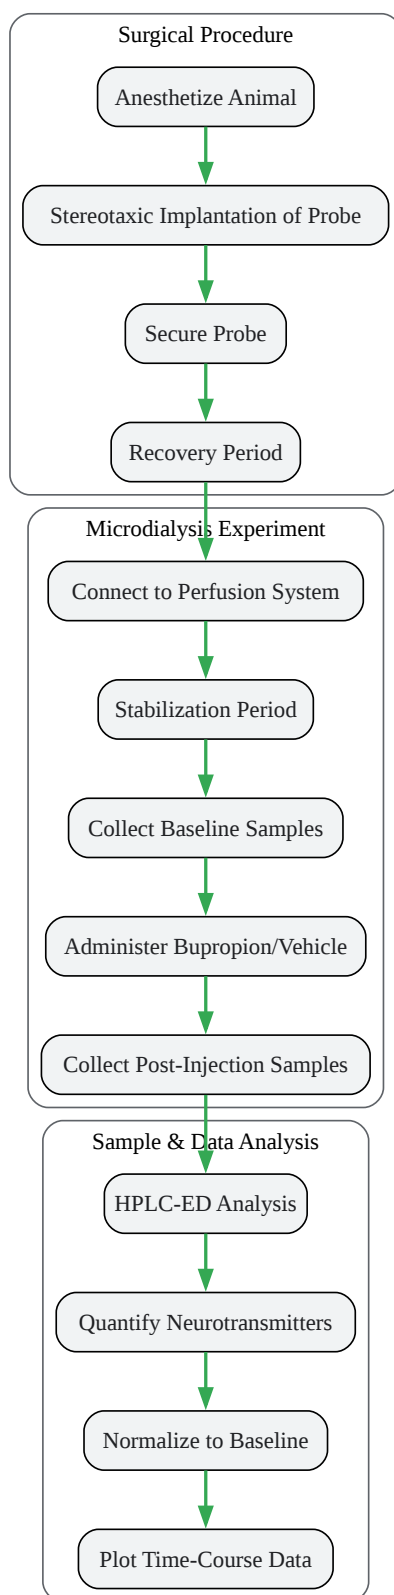 Surgical Procedure
Anesthetize Animal
Stereotaxic Implantation of Probe
Secure Probe
Recovery Period
Microdialysis Experiment
Connect to Perfusion System
Stabilization Period
Collect Baseline Samples
Administer Bupropion/Vehicle
Collect Post-Injection Samples
Sample & Data Analysis
HPLC-ED Analysis
Quantify Neurotransmitters
Normalize to Baseline
Plot Time-Course Data